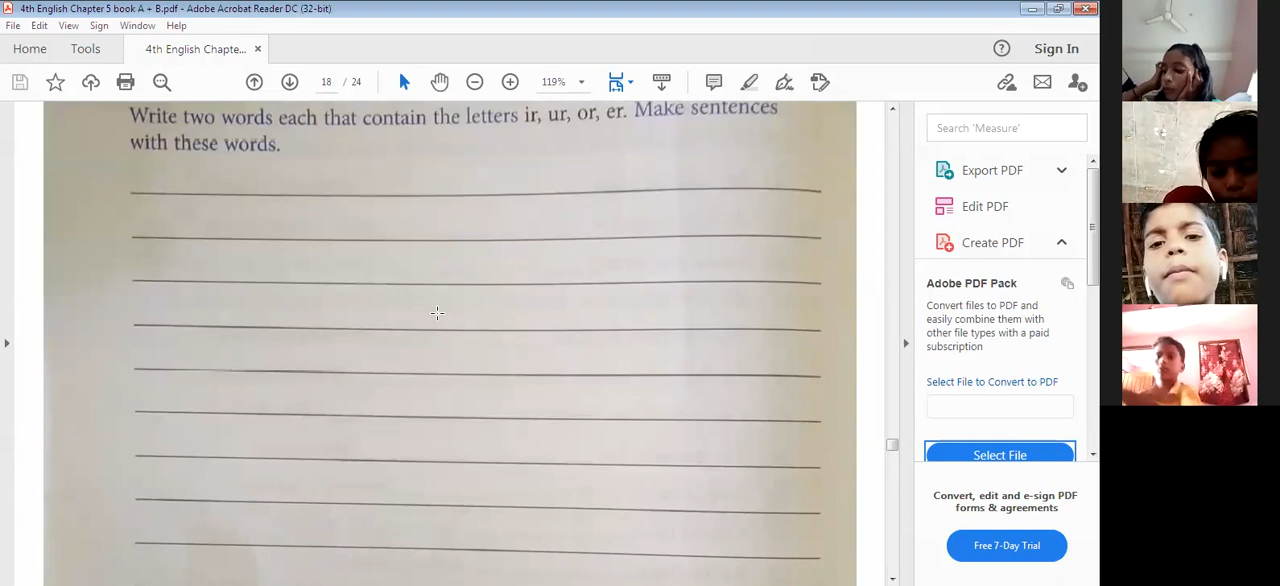 4th English Chapter 5 book A + B.pdf - Adobe Acrobat Reader DC (32-bit)
File Edit View Sign Window Help
Home Tools 4th English Chapte... × Sign In
18 / 24 119%
Write two words each that contain the letters ir, ur, or, er. Make sentences
with these words.
Search 'Measure'
Export PDF
Edit PDF
Create PDF
Adobe PDF Pack
Convert files to PDF and
easily combine them with
other file types with a paid
subscription
Select File to Convert to PDF
Select File
Convert, edit and e-sign PDF
forms & agreements
Free 7-Day Trial